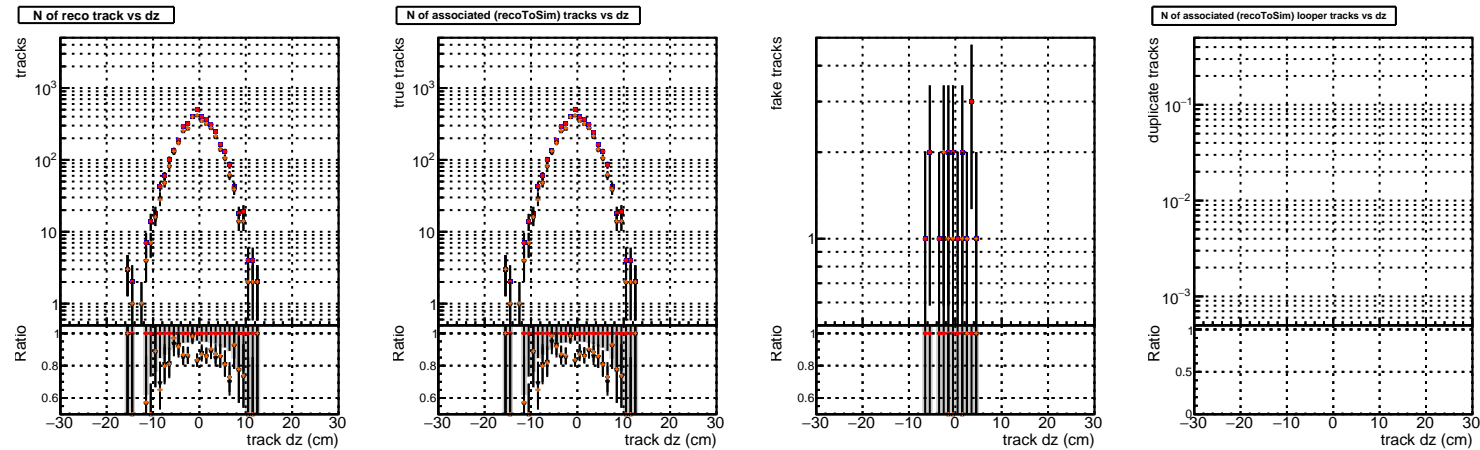 N of reco track vs dz
tracks
10³
10²
10
1
Ratio
1
0.8
0.6
−30 −20 −10 0 10 20 30
track dz (cm)
N of associated (recoToSim) tracks vs dz
true tracks
10³
10²
10
1
Ratio
1
0.8
0.6
−30 −20 −10 0 10 20 30
track dz (cm)
fake tracks
1
Ratio
1
0.8
0.6
−30 −20 −10 0 10 20 30
track dz (cm)
N of associated (recoToSim) looper tracks vs dz
duplicate tracks
10⁻¹
10⁻²
10⁻³
Ratio
1
0.5
0
−30 −20 −10 0 10 20 30
track dz (cm)